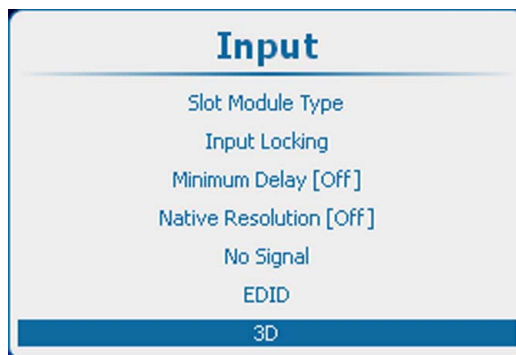 Input
Slot Module Type
Input Locking
Minimum Delay [Off]
Native Resolution [Off]
No Signal
EDID
3D